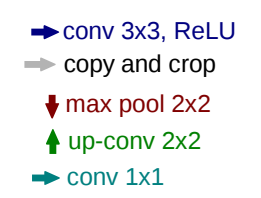 conv 3x3, ReLU
copy and crop
max pool 2x2
up-conv 2x2
conv 1x1